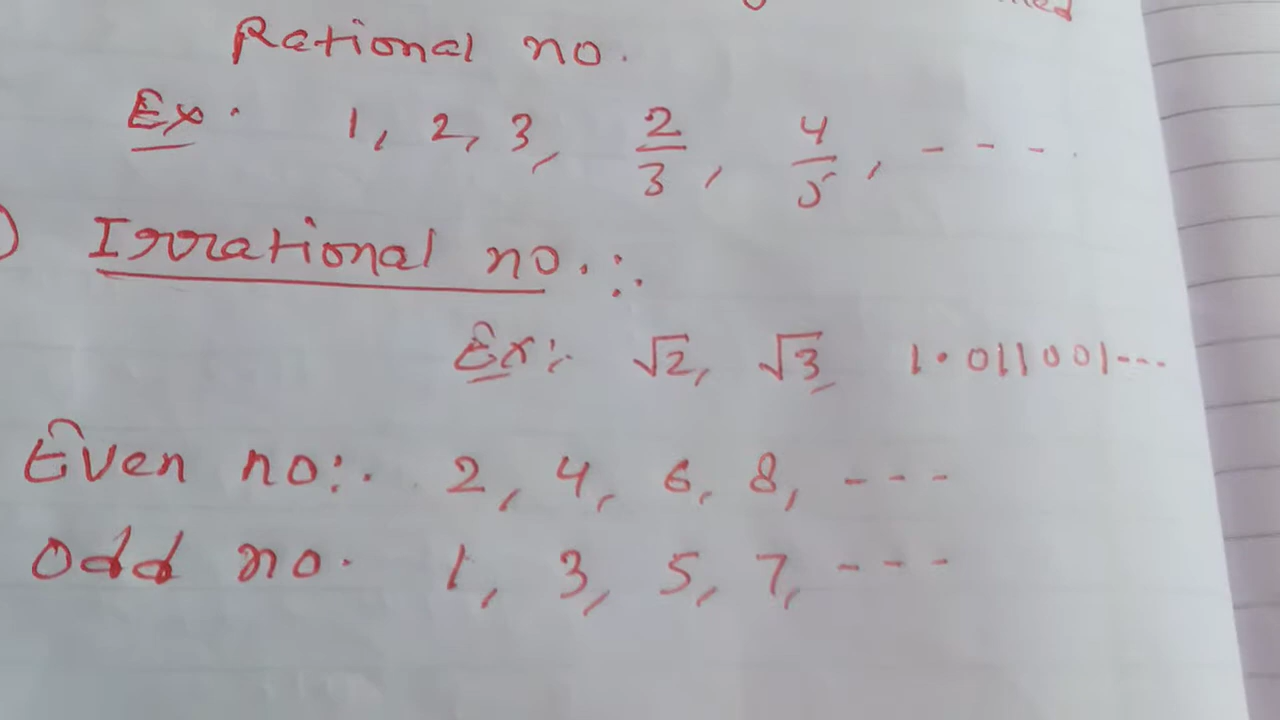 Rational no.
Ex. 1, 2, 3, 2/3, 4/5, - - - .
) Irrational no. :
Ex: √2, √3, 1.011001---
Even no:. 2, 4, 6, 8, - - -
Odd no. 1, 3, 5, 7, - - -